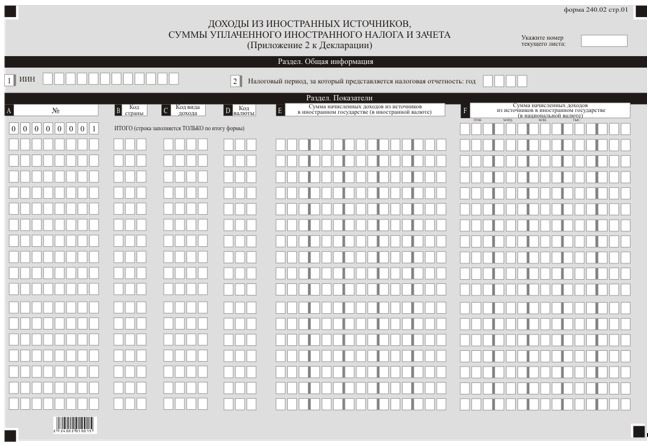 форма 240.02 стр.01
ДОХОДЫ ИЗ ИНОСТРАННЫХ ИСТОЧНИКОВ,
СУММЫ УПЛАЧЕННОГО ИНОСТРАННОГО НАЛОГА И ЗАЧЕТА
(Приложение 2 к Декларации)
Укажите номер
текущего листа:
Раздел. Общая информация
1 ИИН
2 Налоговый период, за который представляется налоговая отчетность: год
Раздел. Показатели
A №
B Код
страны
C Код вида
дохода
D Код
валюты
E Сумма начисленных доходов из источников
в иностранном государстве (в иностранной валюте)
F Сумма начисленных доходов
из источников в иностранном государстве
(в национальной валюте)
трлн. млрд. млн. тыс.
0 0 0 0 0 0 0 1 ИТОГО (строка заполняется ТОЛЬКО по итогу формы)